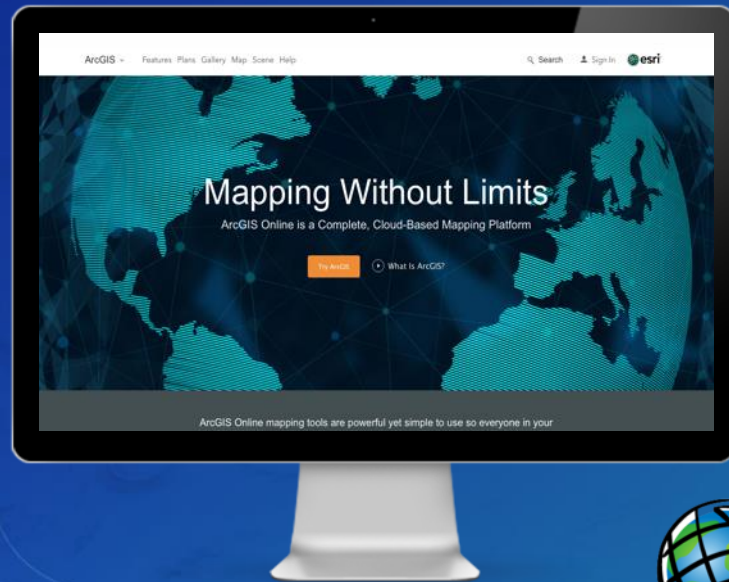 ArcGIS Features Plans Gallery Map Scene Help Search Sign In esri
Mapping Without Limits
ArcGIS Online is a Complete, Cloud-Based Mapping Platform
Try ArcGIS What Is ArcGIS?
ArcGIS Online mapping tools are powerful yet simple to use so everyone in your